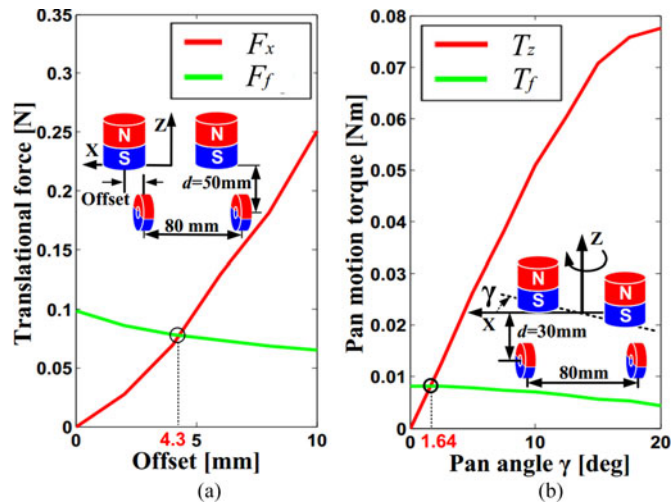 Translational force [N]
0.35
0.3
0.25
0.2
0.15
0.1
0.05
0
F_x
F_f
N
S
N
S
Z
X
Offset
d=50mm
80 mm
0
4.3
5
10
Offset [mm]
(a)
Pan motion torque [Nm]
0.08
0.07
0.06
0.05
0.04
0.03
0.02
0.01
0
T_z
T_f
Z
N
S
N
S
γ
X
d=30mm
80mm
0
1.64
10
20
Pan angle γ [deg]
(b)